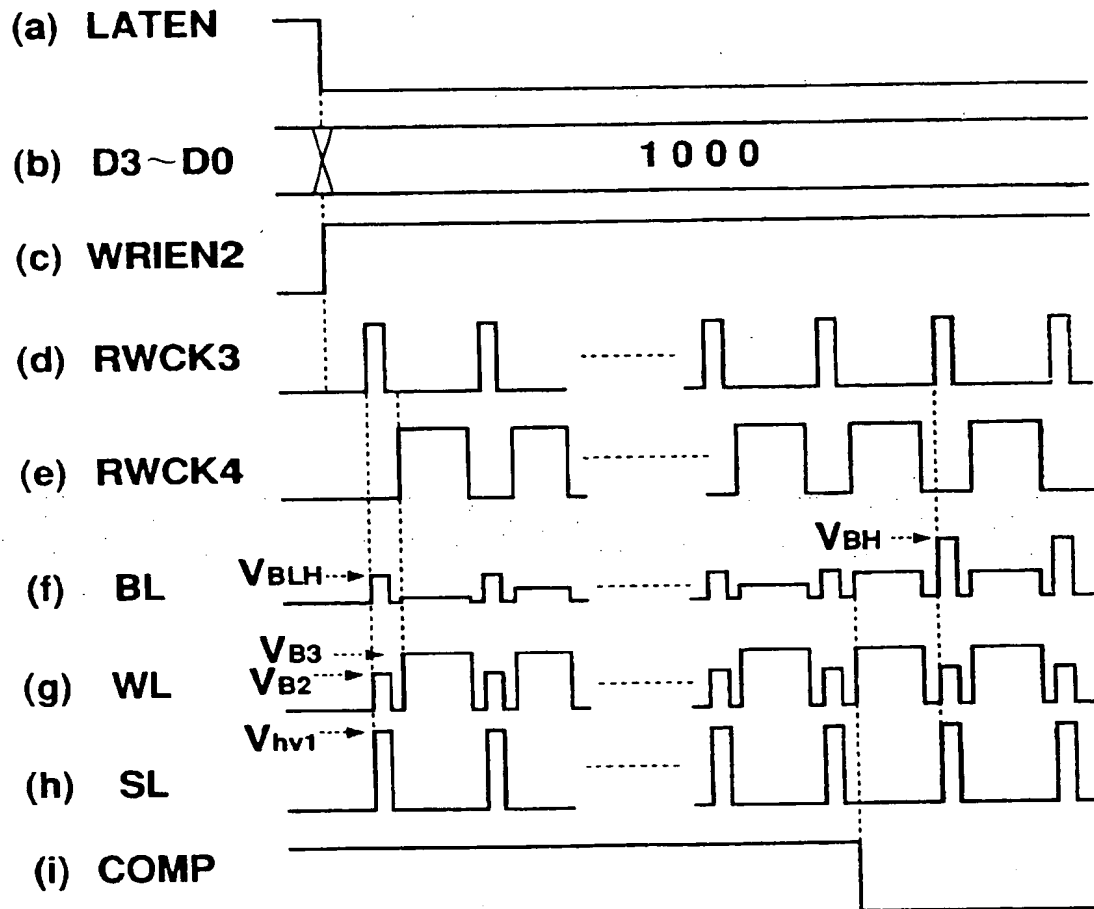 (a) LATEN
(b) D3~D0
1000
(c) WRIEN2
(d) RWCK3
(e) RWCK4
VBH
VBLH
(f) BL
VB3
VB2
(g) WL
Vhv1
(h) SL
(i) COMP